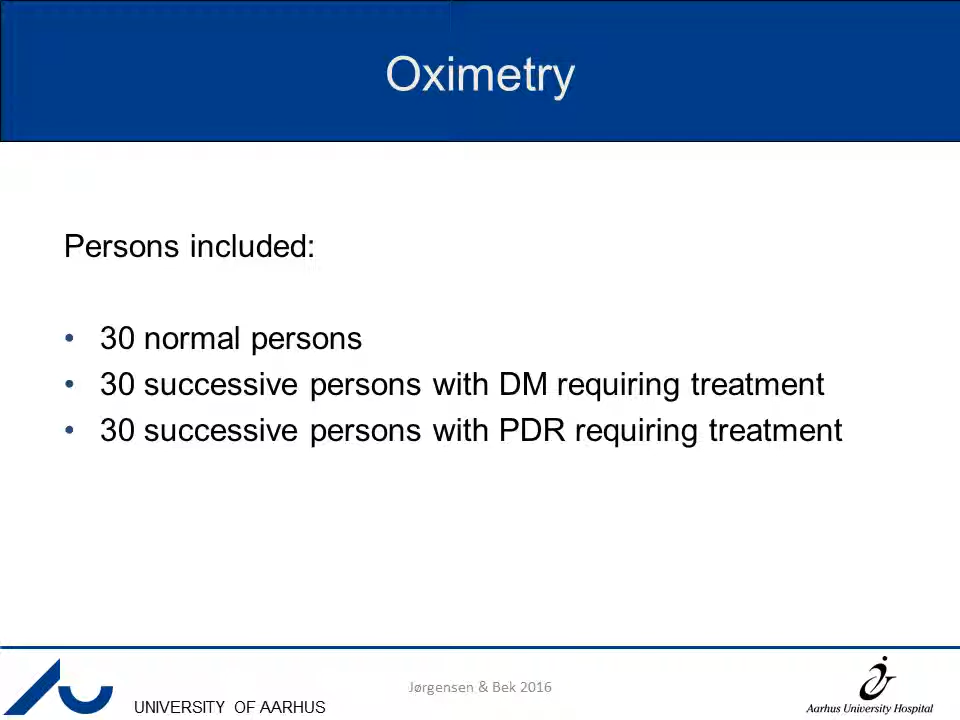 Oximetry
Persons included:
• 30 normal persons
• 30 successive persons with DM requiring treatment
• 30 successive persons with PDR requiring treatment
Jørgensen & Bek 2016
UNIVERSITY OF AARHUS
Aarhus University Hospital